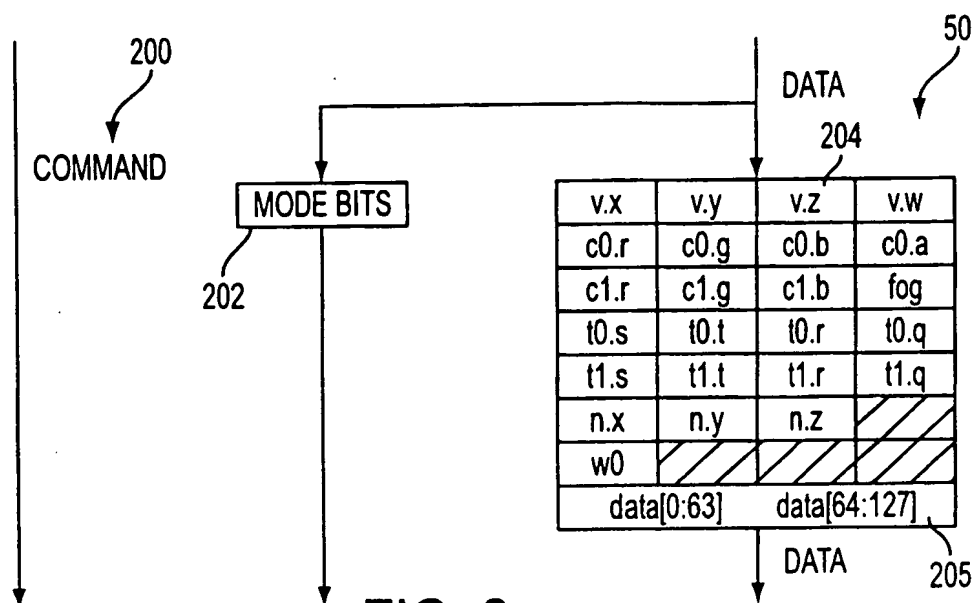 50
200
DATA
204
COMMAND
MODE BITS
202
v.x v.y v.z v.w
c0.r c0.g c0.b c0.a
c1.r c1.g c1.b fog
t0.s t0.t t0.r t0.q
t1.s t1.t t1.r t1.q
n.x n.y n.z
w0
data[0:63] data[64:127]
DATA
205